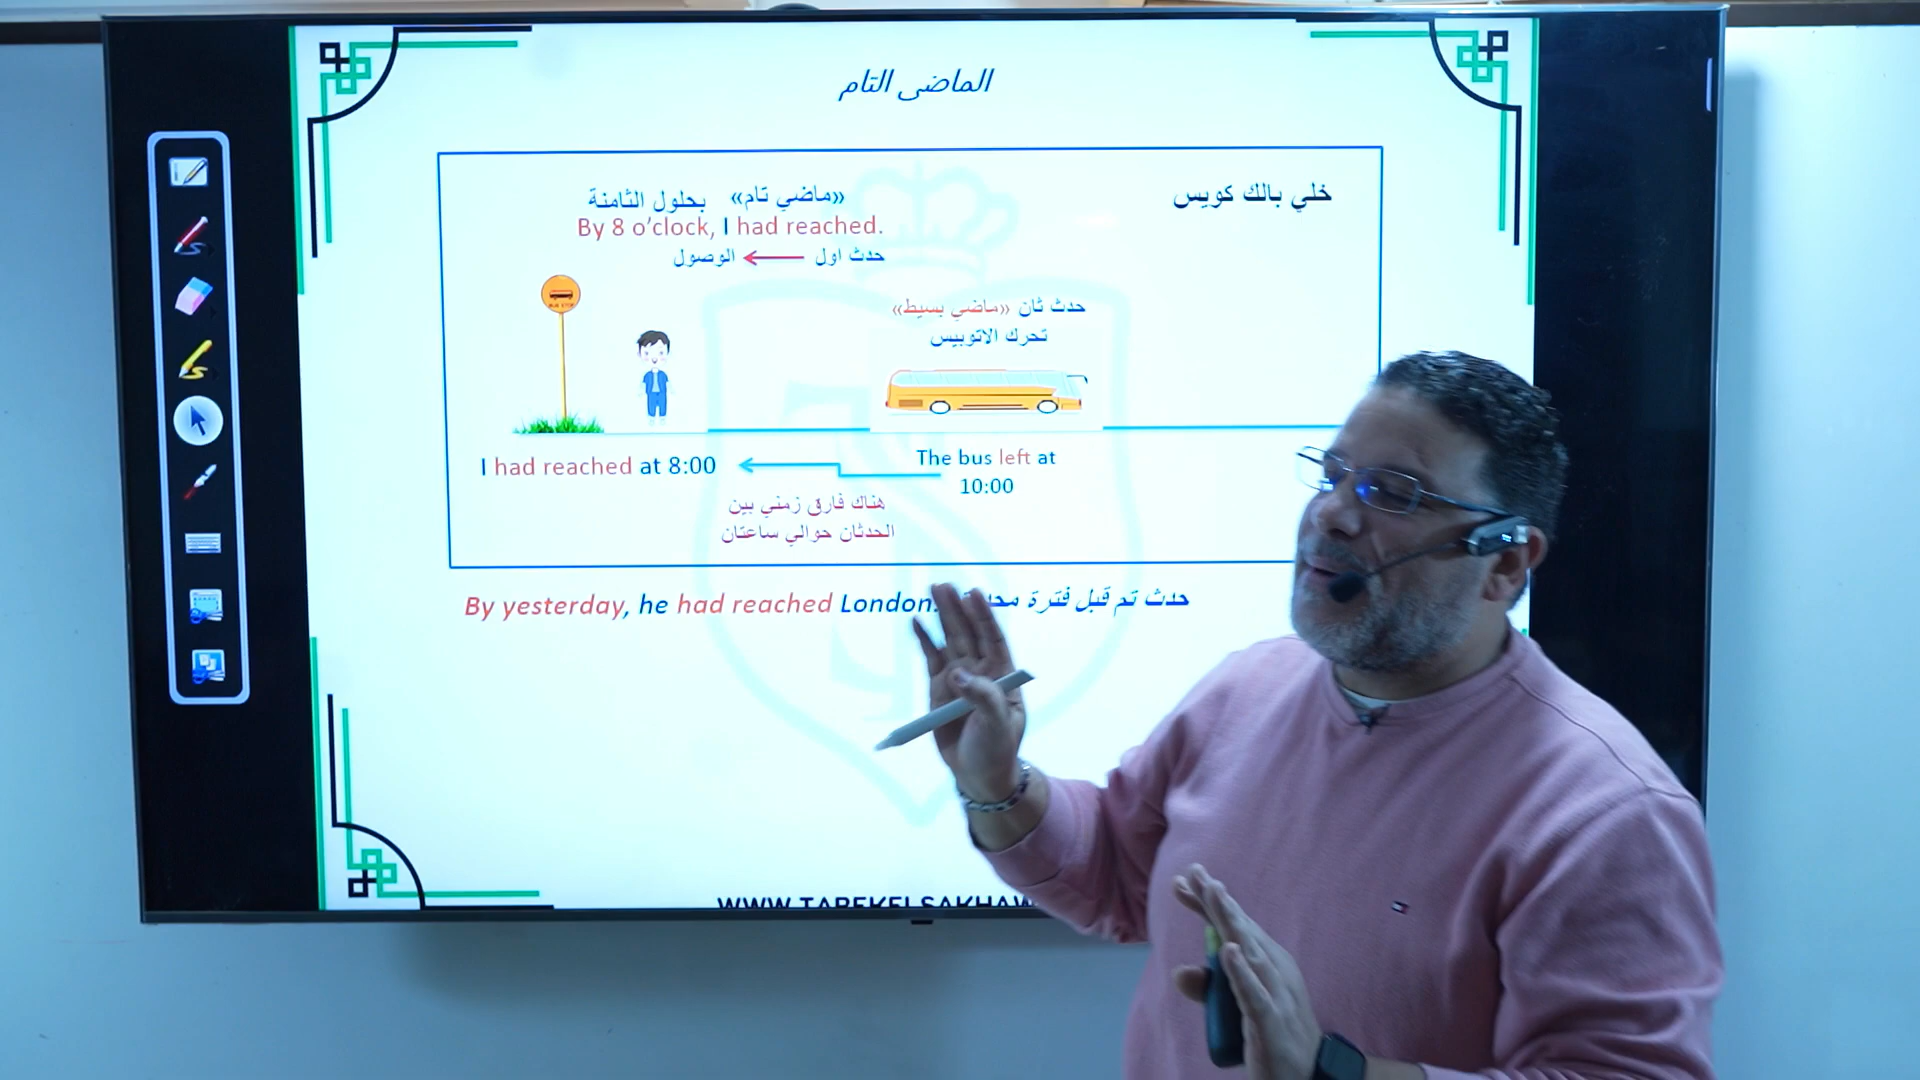 الماضى التام
خلي بالك كويس
«ماضي تام» بحلول الثامنة
By 8 o'clock, I had reached.
حدث اول الوصول
حدث ثان «ماضي بسيط»
تحرك الاتوبيس
I had reached at 8:00
The bus left at
10:00
هناك فارق زمني بين
الحدثان حوالي ساعتان
By yesterday, he had reached London.
حدث تم قبل فترة
WWW